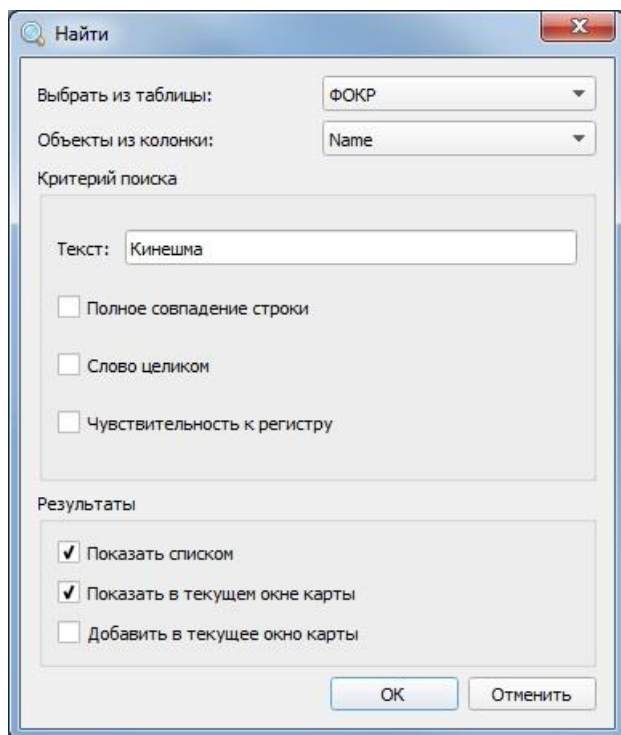 Найти
Выбрать из таблицы: ФОКР
Объекты из колонки: Name
Критерий поиска
Текст: Кинешма
Полное совпадение строки
Слово целиком
Чувствительность к регистру
Результаты
Показать списком
Показать в текущем окне карты
Добавить в текущее окно карты
ОК Отменить